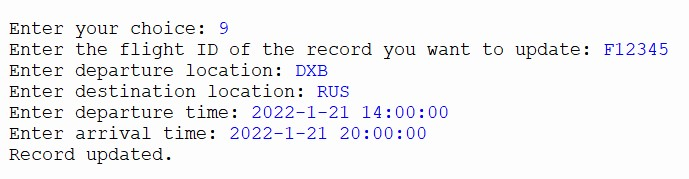 Enter your choice: 9
Enter the flight ID of the record you want to update: F12345
Enter departure location: DXB
Enter destination location: RUS
Enter departure time: 2022-1-21 14:00:00
Enter arrival time: 2022-1-21 20:00:00
Record updated.